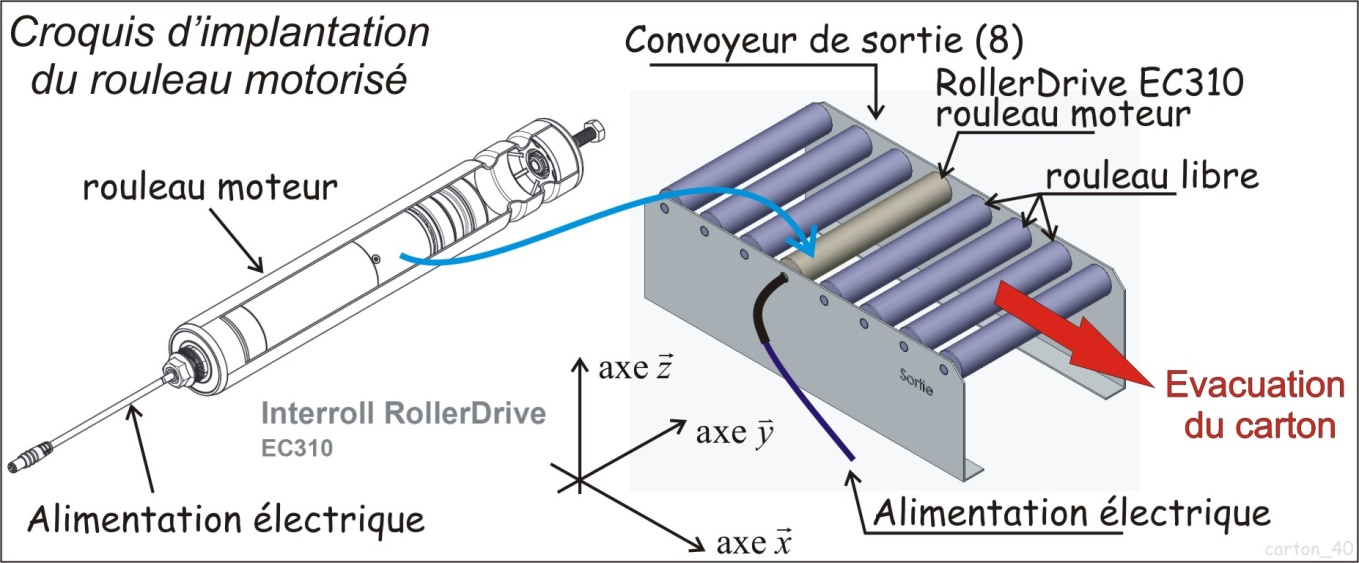 Croquis d’implantation
du rouleau motorisé
rouleau moteur
Interroll RollerDrive
EC310
Alimentation électrique
Convoyeur de sortie (8)
RollerDrive EC310
rouleau moteur
rouleau libre
Sortie
Evacuation
du carton
axe z
axe y
axe x
Alimentation électrique
carton_40